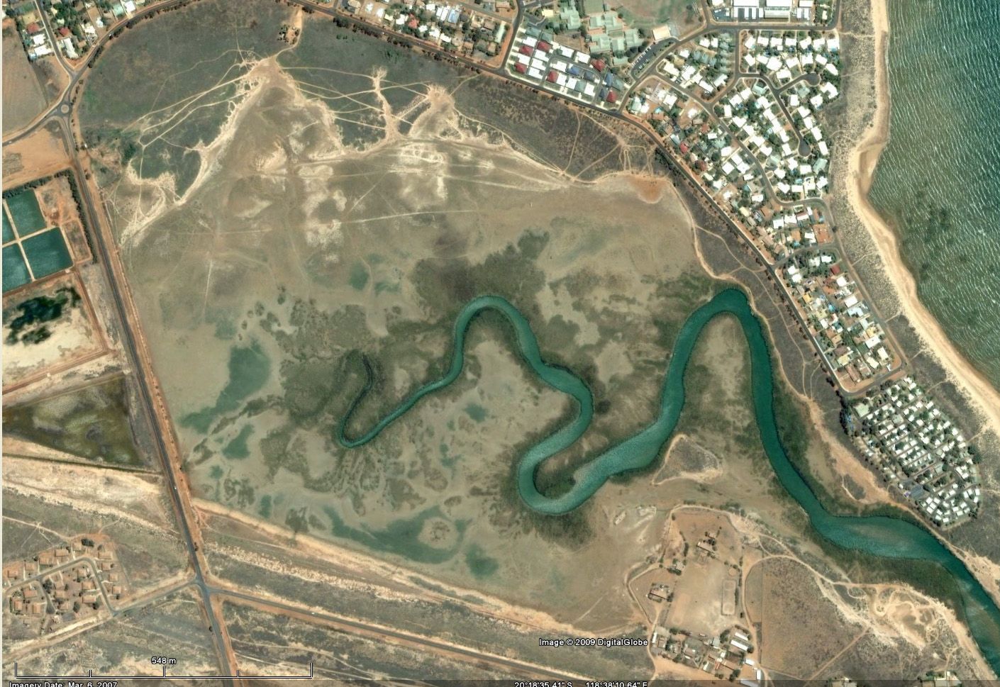 Image © 2009 DigitalGlobe
548 m
Imagery Date: Mar 6, 2007
20°18'35.41" S 118°38'10.64" E